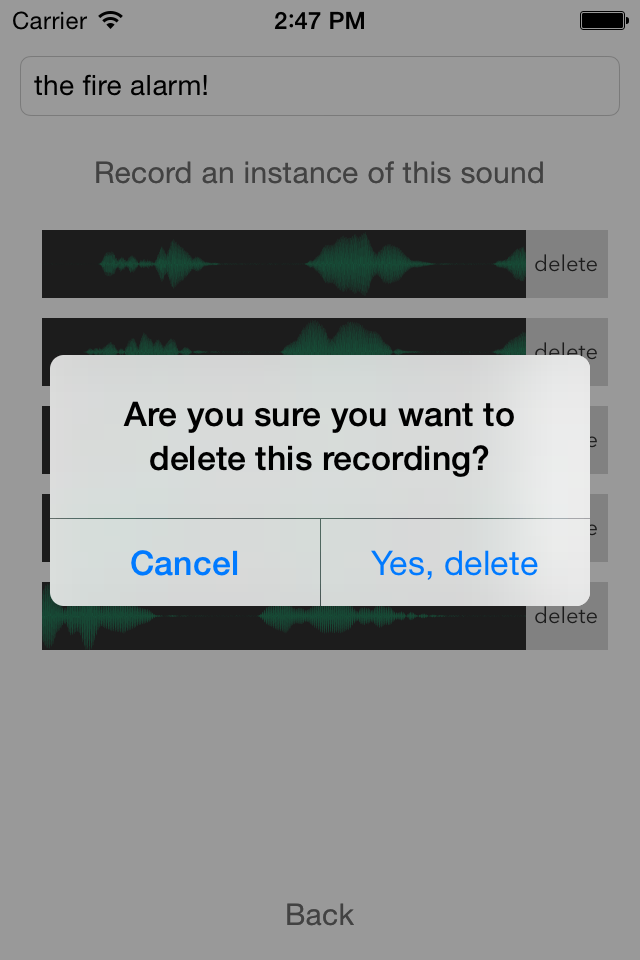 Carrier 2:47 PM
the fire alarm!
Record an instance of this sound
delete
delete
Are you sure you want to
delete this recording?
Cancel Yes, delete
delete
Back